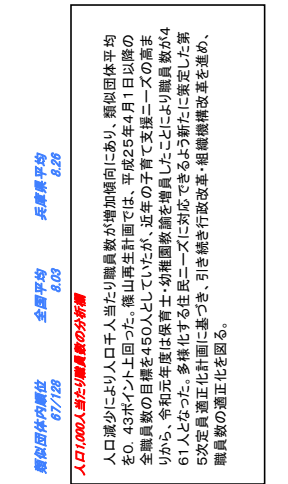 類似団体内順位 全国平均 兵庫県平均
67/128 8.03 8.26
人口1,000人当たり職員数の分析欄
人口減少により人口千人当たり職員数が増加傾向にあり、類似団体平均
を0.43ポイント上回った。篠山再生計画では、平成25年4月1日以降の
全職員数の目標を450人としていたが、近年の子育て支援ニーズの高ま
りから、令和元年度は保育士・幼稚園教諭を増員したことにより職員数が4
61人となった。多様化する住民ニーズに対応できるよう新たに策定した第
5次定員適正化計画に基づき、引き続き行政改革・組織機構改革を進め、
職員数の適正化を図る。